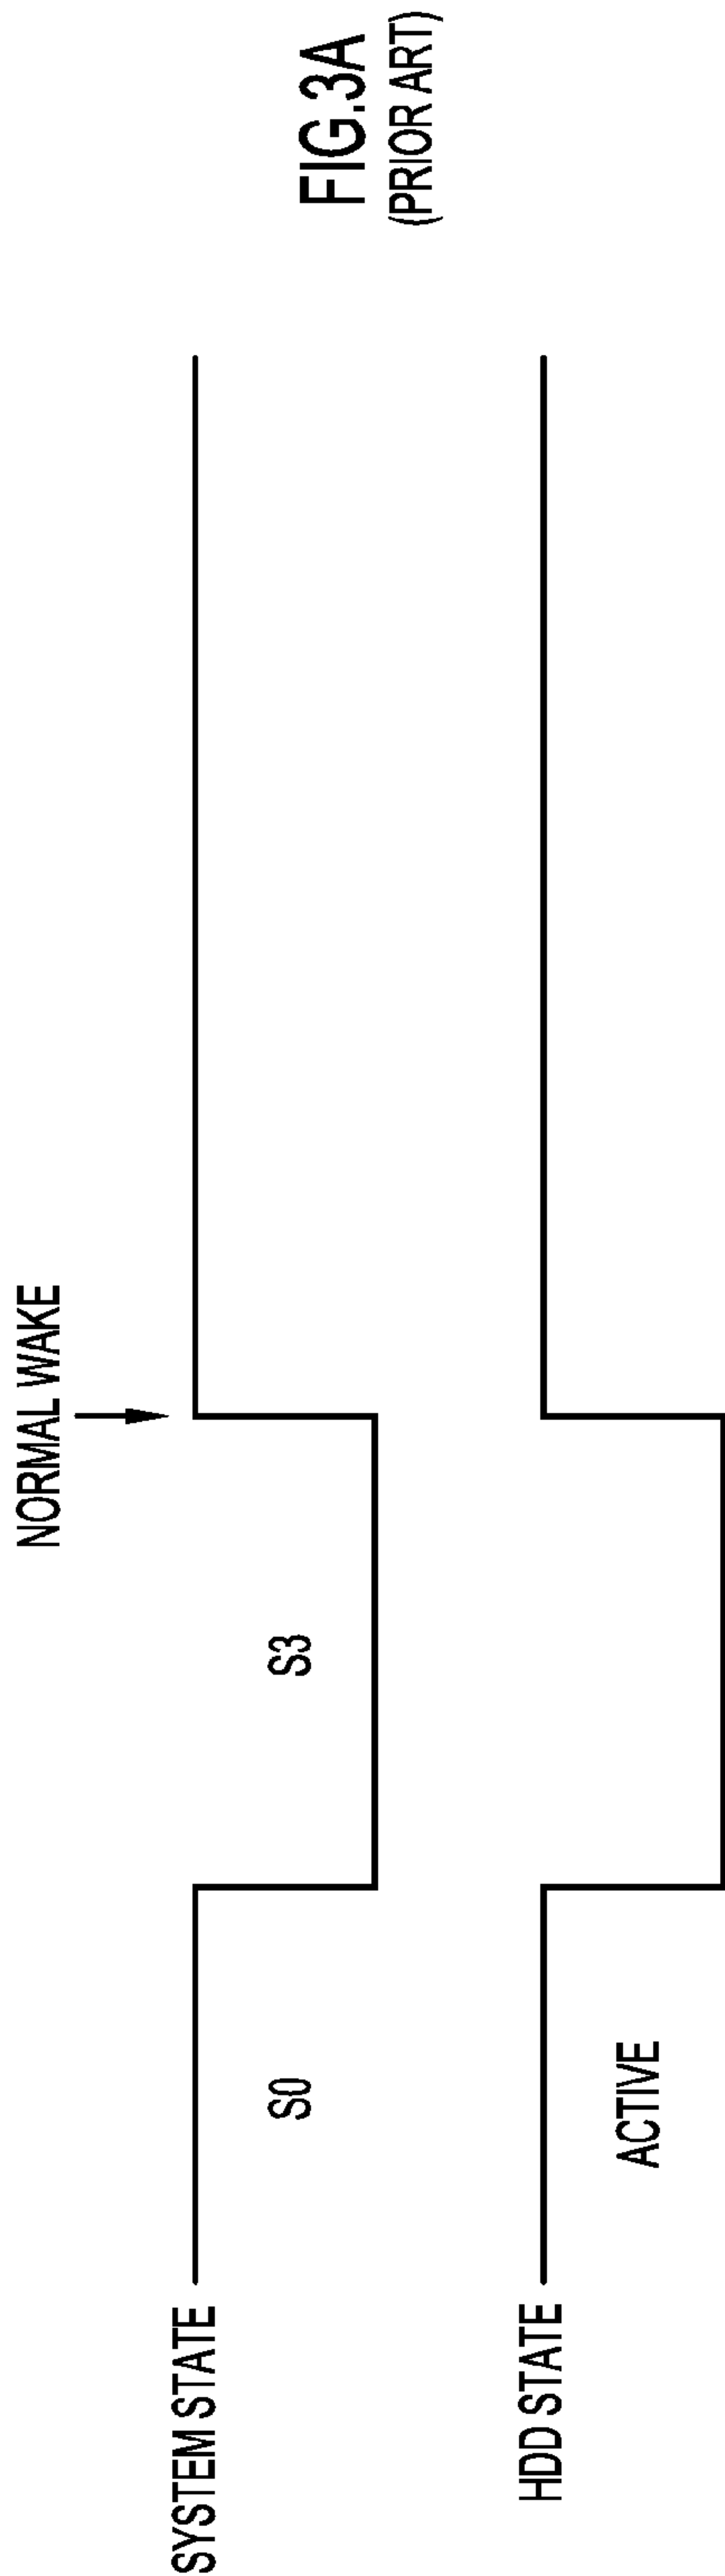 NORMAL WAKE
SYSTEM STATE
S0
S3
HDD STATE
ACTIVE
FIG.3A
(PRIOR ART)